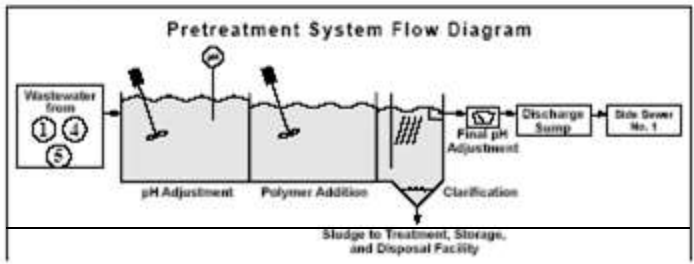 Pretreatment System Flow Diagram
Wastewater
from
1 4
5
pH
pH Adjustment
Polymer Addition
Clarification
Final pH
Adjustment
Discharge
Sump
Side Sewer
No. 1
Sludge to Treatment, Storage,
and Disposal Facility